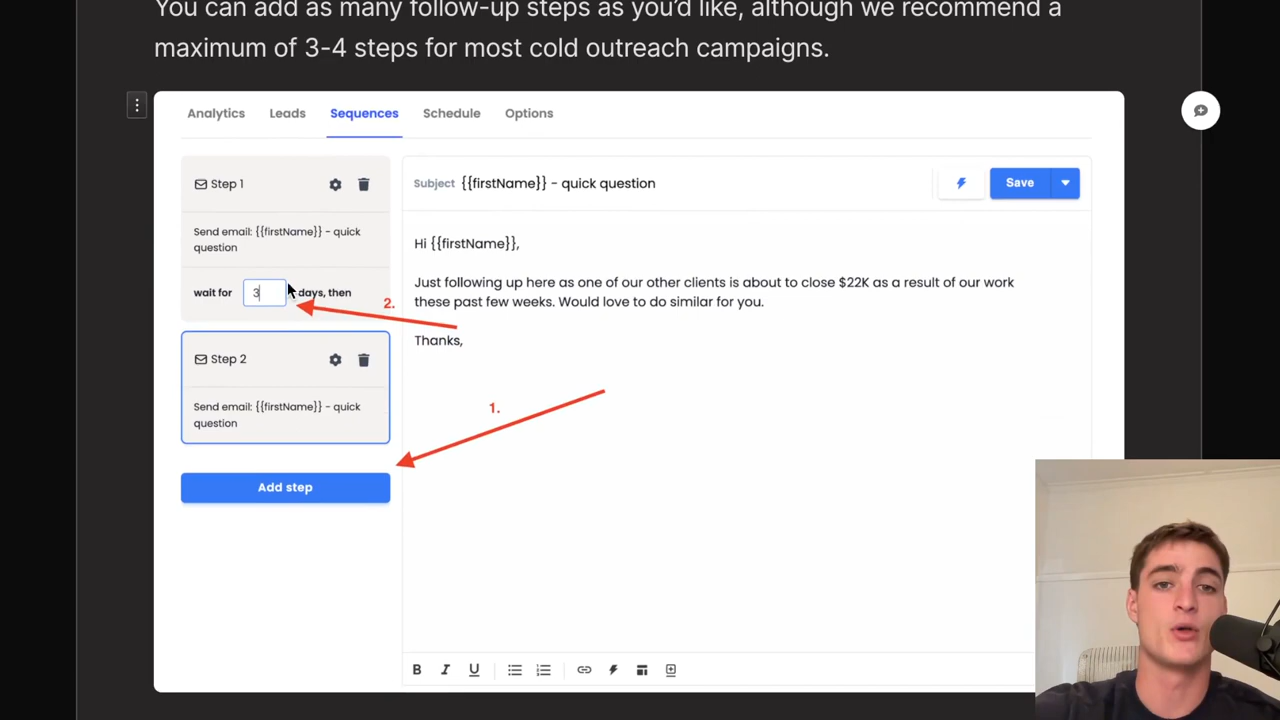 You can add as many follow-up steps as you'd like, although we recommend a
maximum of 3-4 steps for most cold outreach campaigns.
Analytics Leads Sequences Schedule Options
Step 1
Send email: {{firstName}} - quick
question
wait for 3 days, then
2.
Step 2
Send email: {{firstName}} - quick
question
1.
Add step
Subject {{firstName}} - quick question
Save
Hi {{firstName}},
Just following up here as one of our other clients is about to close $22K as a result of our work
these past few weeks. Would love to do similar for you.
Thanks,
B I U